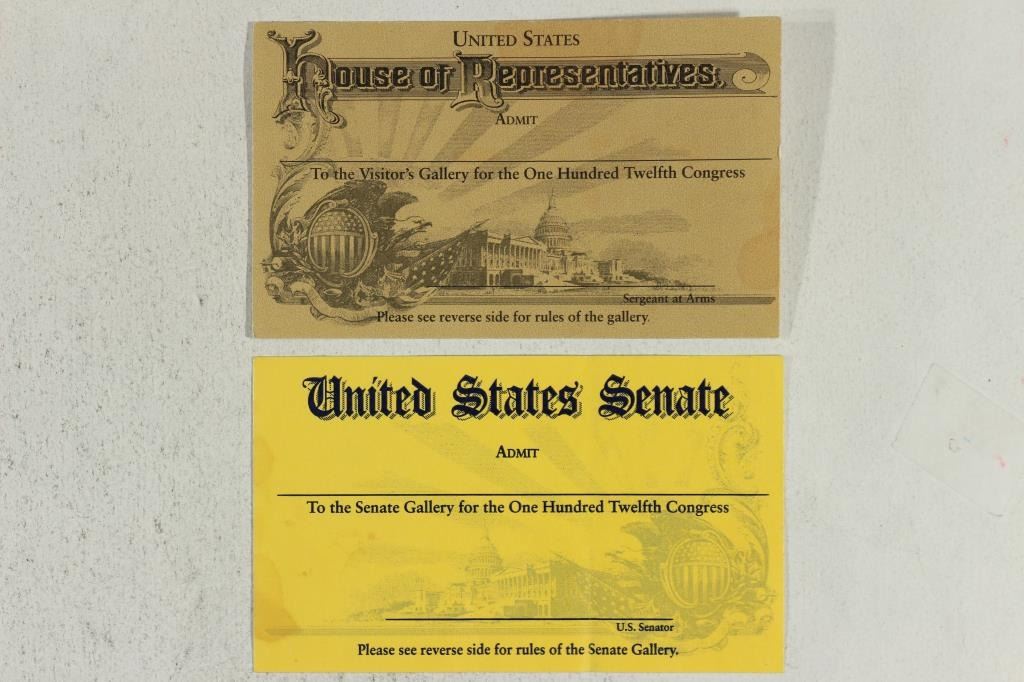 UNITED STATES
House of Representatives.
ADMIT
To the Visitor's Gallery for the One Hundred Twelfth Congress
Sergeant at Arms
Please see reverse side for rules of the gallery.
United States Senate
ADMIT
To the Senate Gallery for the One Hundred Twelfth Congress
U.S. Senator
Please see reverse side for rules of the Senate Gallery.